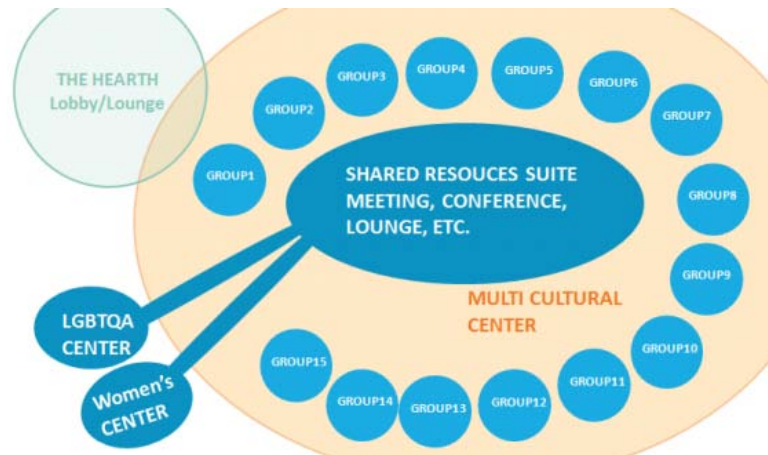 THE HEARTH
Lobby/Lounge
GROUP1
GROUP2
GROUP3
GROUP4
GROUP5
GROUP6
GROUP7
GROUP8
GROUP9
GROUP10
GROUP11
GROUP12
GROUP13
GROUP14
GROUP15
SHARED RESOUCES SUITE
MEETING, CONFERENCE,
LOUNGE, ETC.
MULTI CULTURAL
CENTER
LGBTQA
CENTER
Women's
CENTER